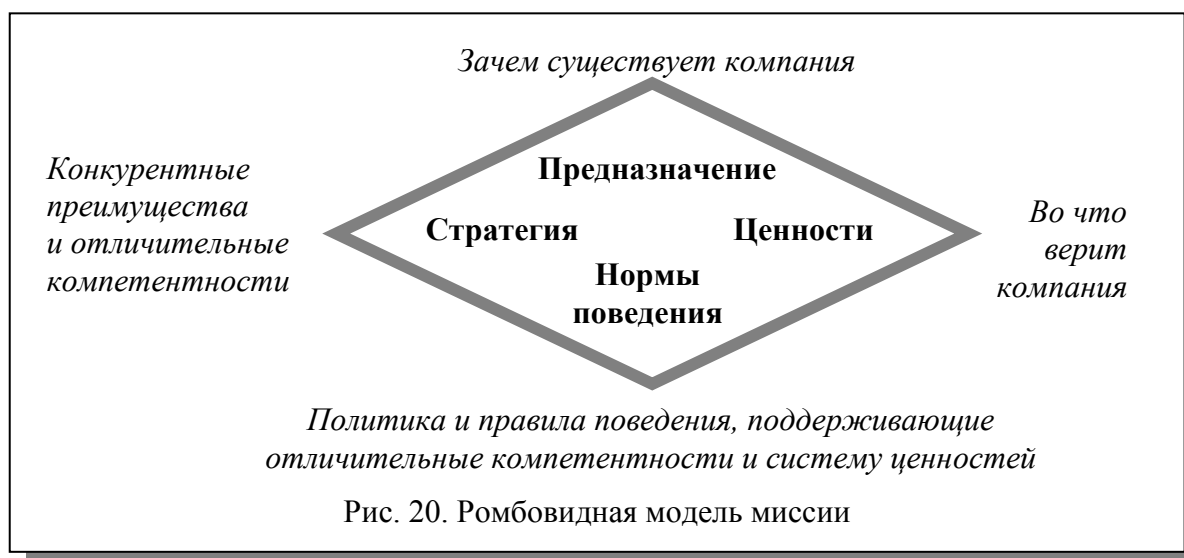 Зачем существует компания
Конкурентные
преимущества
и отличительные
компетентности
Предназначение
Стратегия
Ценности
Нормы
поведения
Во что
верит
компания
Политика и правила поведения, поддерживающие
отличительные компетентности и систему ценностей
Рис. 20. Ромбовидная модель миссии